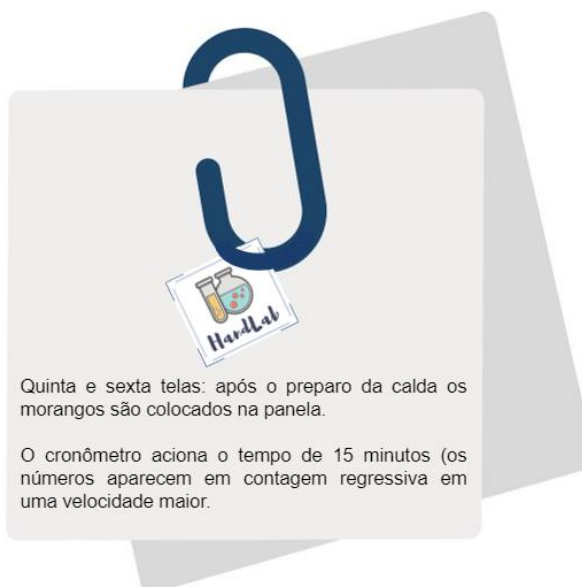 HandLab
Quinta e sexta telas: após o preparo da calda os
morangos são colocados na panela.
O cronômetro aciona o tempo de 15 minutos (os
números aparecem em contagem regressiva em
uma velocidade maior.